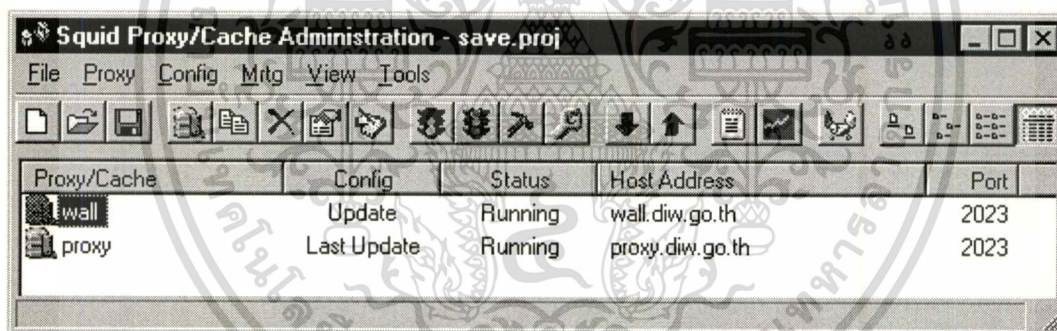 Squid Proxy/Cache Administration - save.proj
File Proxy Config Mrtg View Tools
Proxy/Cache Config Status Host Address Port
wall Update Running wall.diw.go.th 2023
proxy Last Update Running proxy.diw.go.th 2023